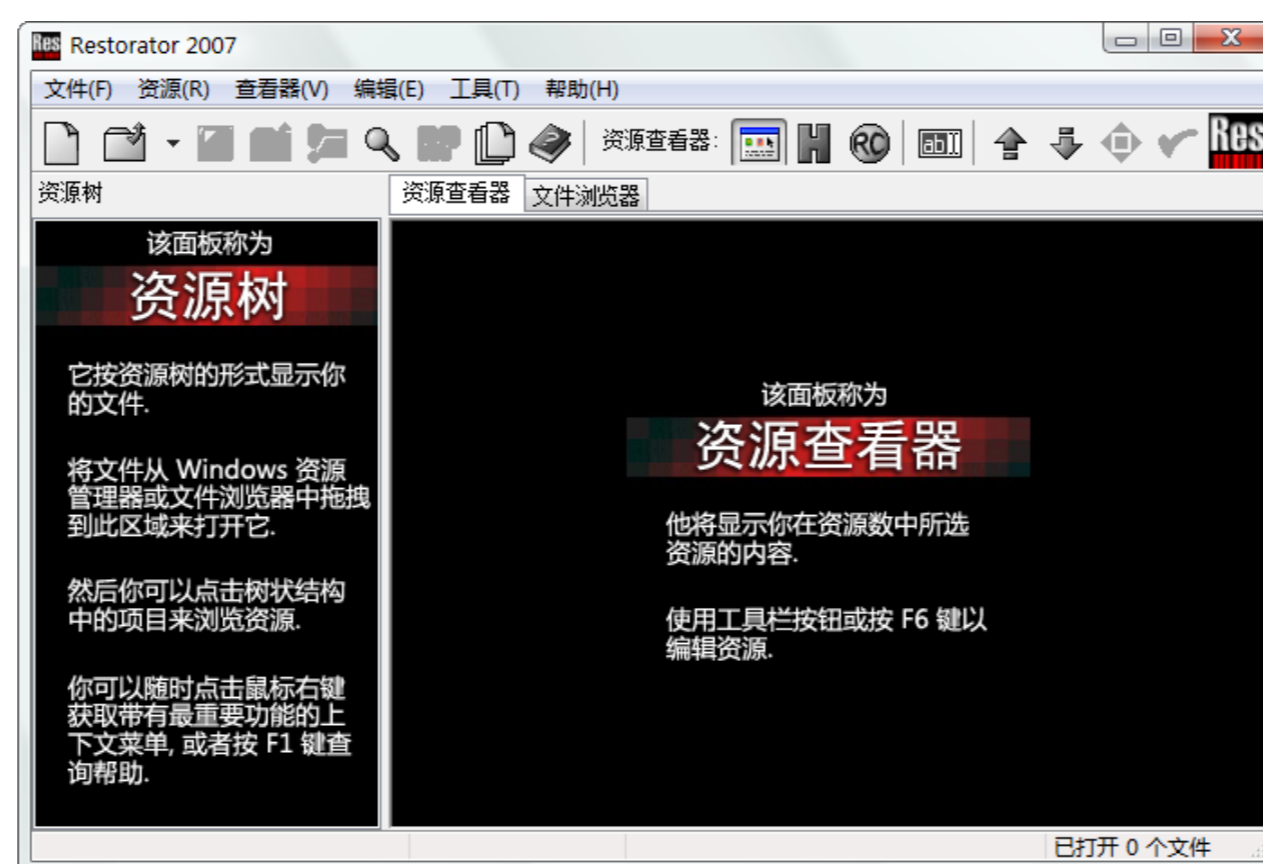 Res Restorator 2007
文件(F) 资源(R) 查看器(V) 编辑(E) 工具(T) 帮助(H)
资源查看器: H RC ab Res
资源树
资源查看器 文件浏览器
该面板称为
资源树
它按资源树的形式显示你
的文件.
将文件从 Windows 资源
管理器或文件浏览器中拖拽
到此区域来打开它.
然后你可以点击树状结构
中的项目来浏览资源.
你可以随时点击鼠标右键
获取带有最重要功能的上
下文菜单, 或者按 F1 键查
询帮助.
该面板称为
资源查看器
他将显示你在资源数中所选
资源的内容.
使用工具栏按钮或按 F6 键以
编辑资源.
已打开 0 个文件